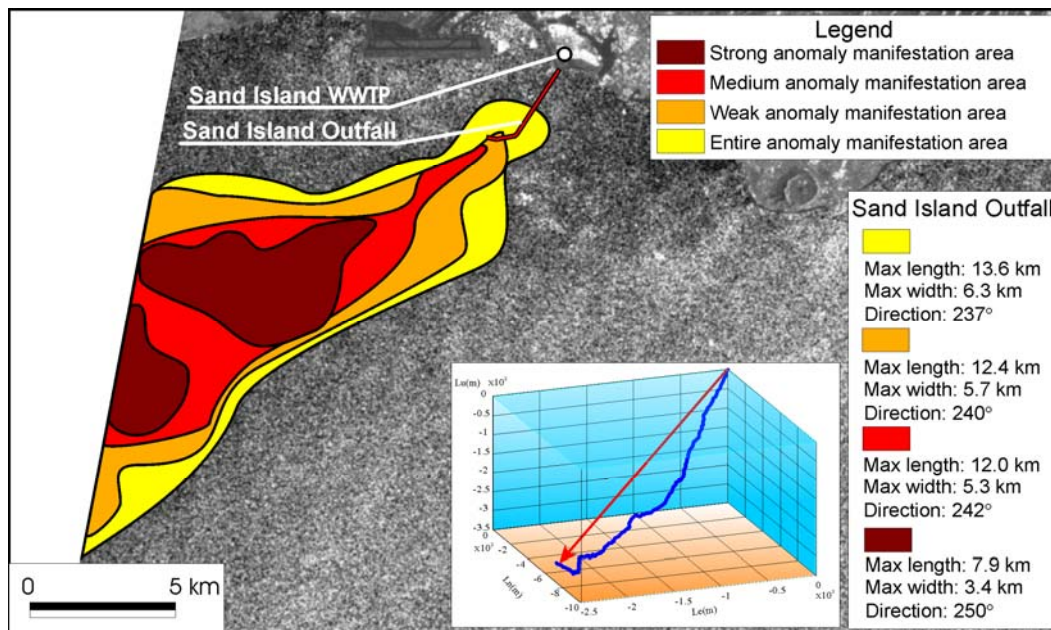 Legend
Strong anomaly manifestation area
Medium anomaly manifestation area
Weak anomaly manifestation area
Entire anomaly manifestation area
Sand Island WWTP
Sand Island Outfall
Sand Island Outfall
Max length: 13.6 km
Max width: 6.3 km
Direction: 237°
Max length: 12.4 km
Max width: 5.7 km
Direction: 240°
Max length: 12.0 km
Max width: 5.3 km
Direction: 242°
Max length: 7.9 km
Max width: 3.4 km
Direction: 250°
Lu(m) x10³
0
-0.5
-1
-1.5
-2
-2.5
-3
-3.5
0
x10³
-2
-4
-6
-8
-10
Ln(m)
-2.5
-2
-1.5
-1
-0.5
0
x10³
Le(m)
0 5 km